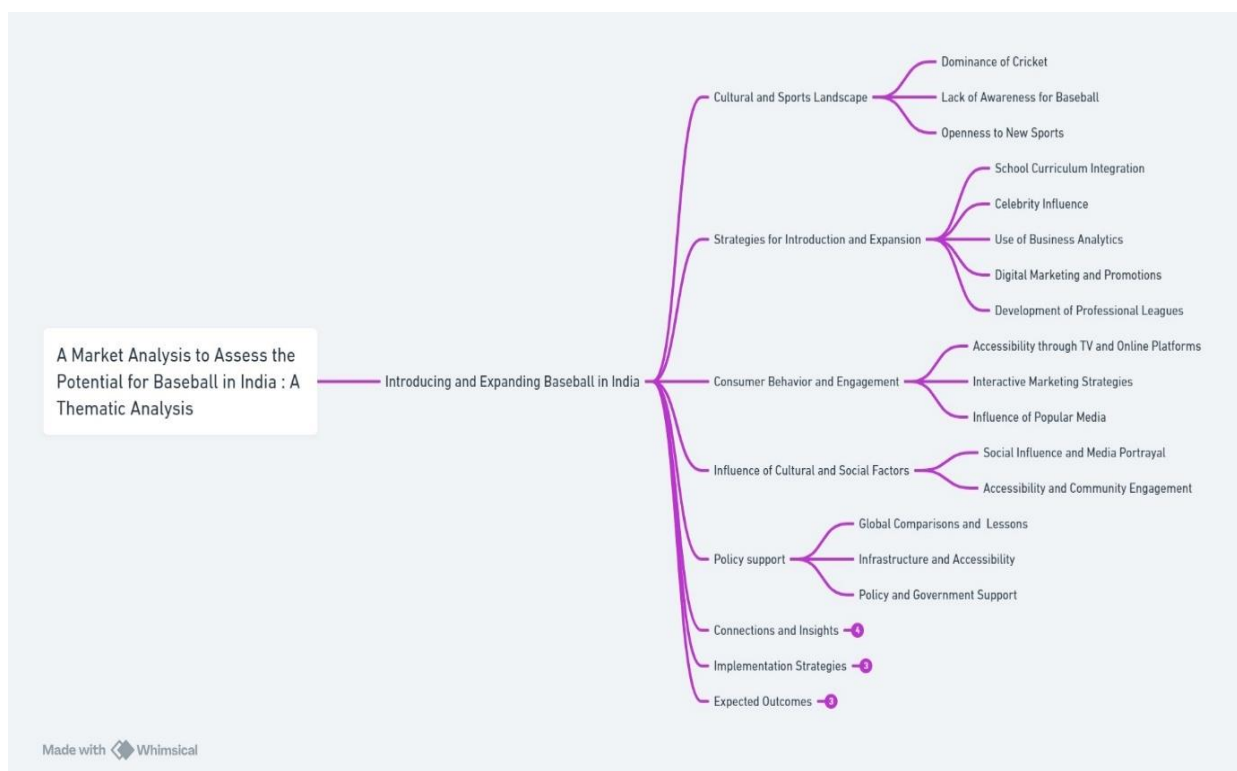 A Market Analysis to Assess the
Potential for Baseball in India : A
Thematic Analysis
Introducing and Expanding Baseball in India
Cultural and Sports Landscape
Dominance of Cricket
Lack of Awareness for Baseball
Openness to New Sports
Strategies for Introduction and Expansion
School Curriculum Integration
Celebrity Influence
Use of Business Analytics
Digital Marketing and Promotions
Development of Professional Leagues
Consumer Behavior and Engagement
Accessibility through TV and Online Platforms
Interactive Marketing Strategies
Influence of Popular Media
Influence of Cultural and Social Factors
Social Influence and Media Portrayal
Accessibility and Community Engagement
Policy support
Global Comparisons and Lessons
Infrastructure and Accessibility
Policy and Government Support
Connections and Insights 4
Implementation Strategies 3
Expected Outcomes 3
Made with Whimsical